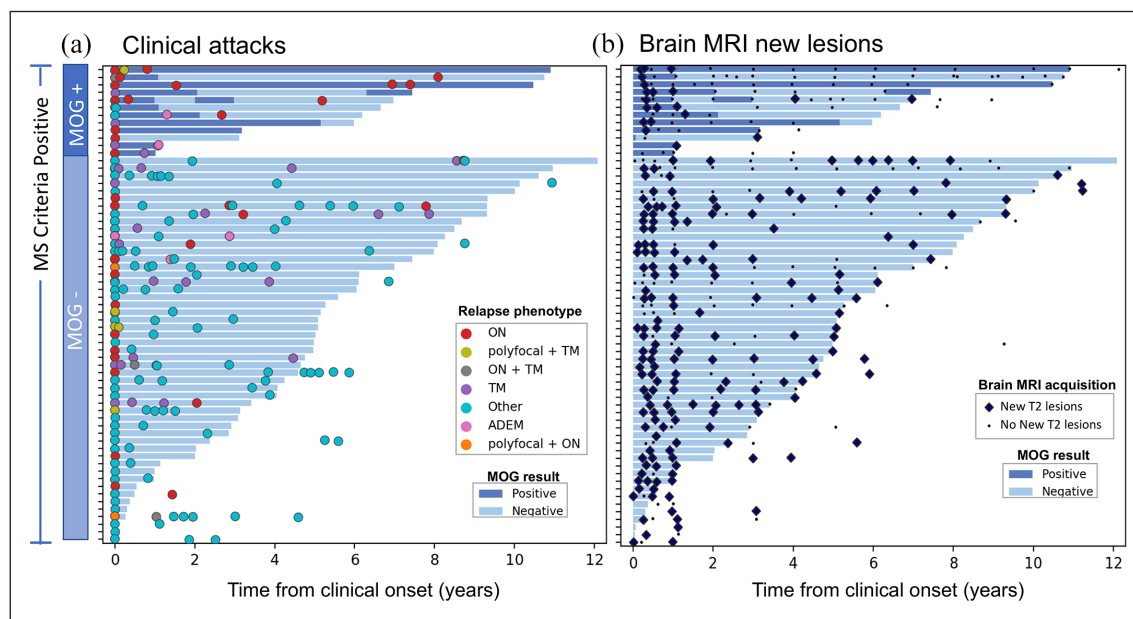 (a) Clinical attacks
(b) Brain MRI new lesions
MS Criteria Positive
MOG +
MOG -
Relapse phenotype
ON
polyfocal + TM
ON + TM
TM
Other
ADEM
polyfocal + ON
MOG result
Positive
Negative
0 2 4 6 8 10 12
Time from clinical onset (years)
Brain MRI acquisition
New T2 lesions
No New T2 lesions
MOG result
Positive
Negative
0 2 4 6 8 10 12
Time from clinical onset (years)